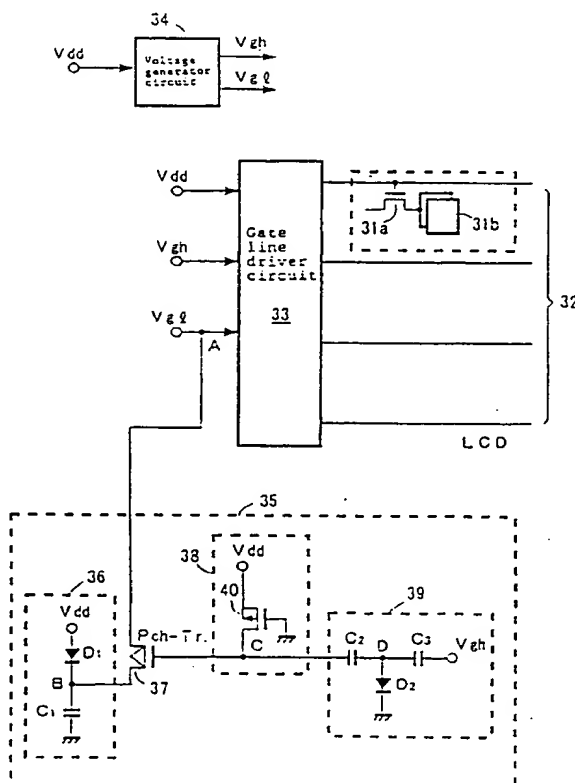 34
Vdd
Voltage
generator
circuit
Vgh
Vgℓ
Vdd
Vgh
Vgℓ
A
Gate
line
driver
circuit
33
31a
31b
32
LCD
35
36
Vdd
D1
B
C1
Pch-Tr.
37
38
Vdd
40
C
39
C2
D
C3
Vgh
D2